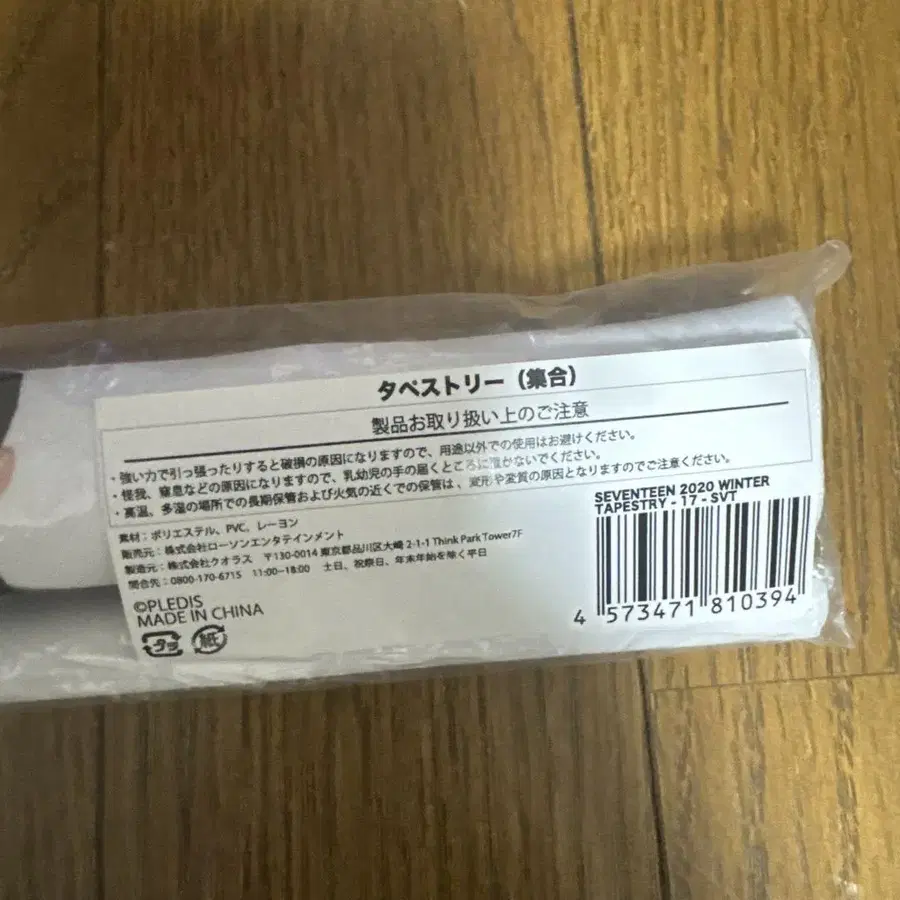 タペストリー（集合）
製品お取り扱い上のご注意
・強い力で引っ張ったりすると破損の原因になりますので、用途以外での使用はお避けください。
・怪我、窒息などの原因になりますので、乳幼児の手の届くところに置かないでください。
・高温、多湿の場所での長期保管および火気の近くでの保管は、変形や変質の原因となりますのでご注意ください。
素材：ポリエステル、PVC、レーヨン
販売元：株式会社ローソンエンタテインメント
製造元：株式会社クオラス 〒130-0014 東京都品川区大崎 2-1-1 Think Park Tower7F
問合先：0800-170-6715 11:00–18:00 土日、祝祭日、年末年始を除く平日
©PLEDIS
MADE IN CHINA
タグ
紙
SEVENTEEN 2020 WINTER
TAPESTRY - 17 - SVT
4 573471 810394